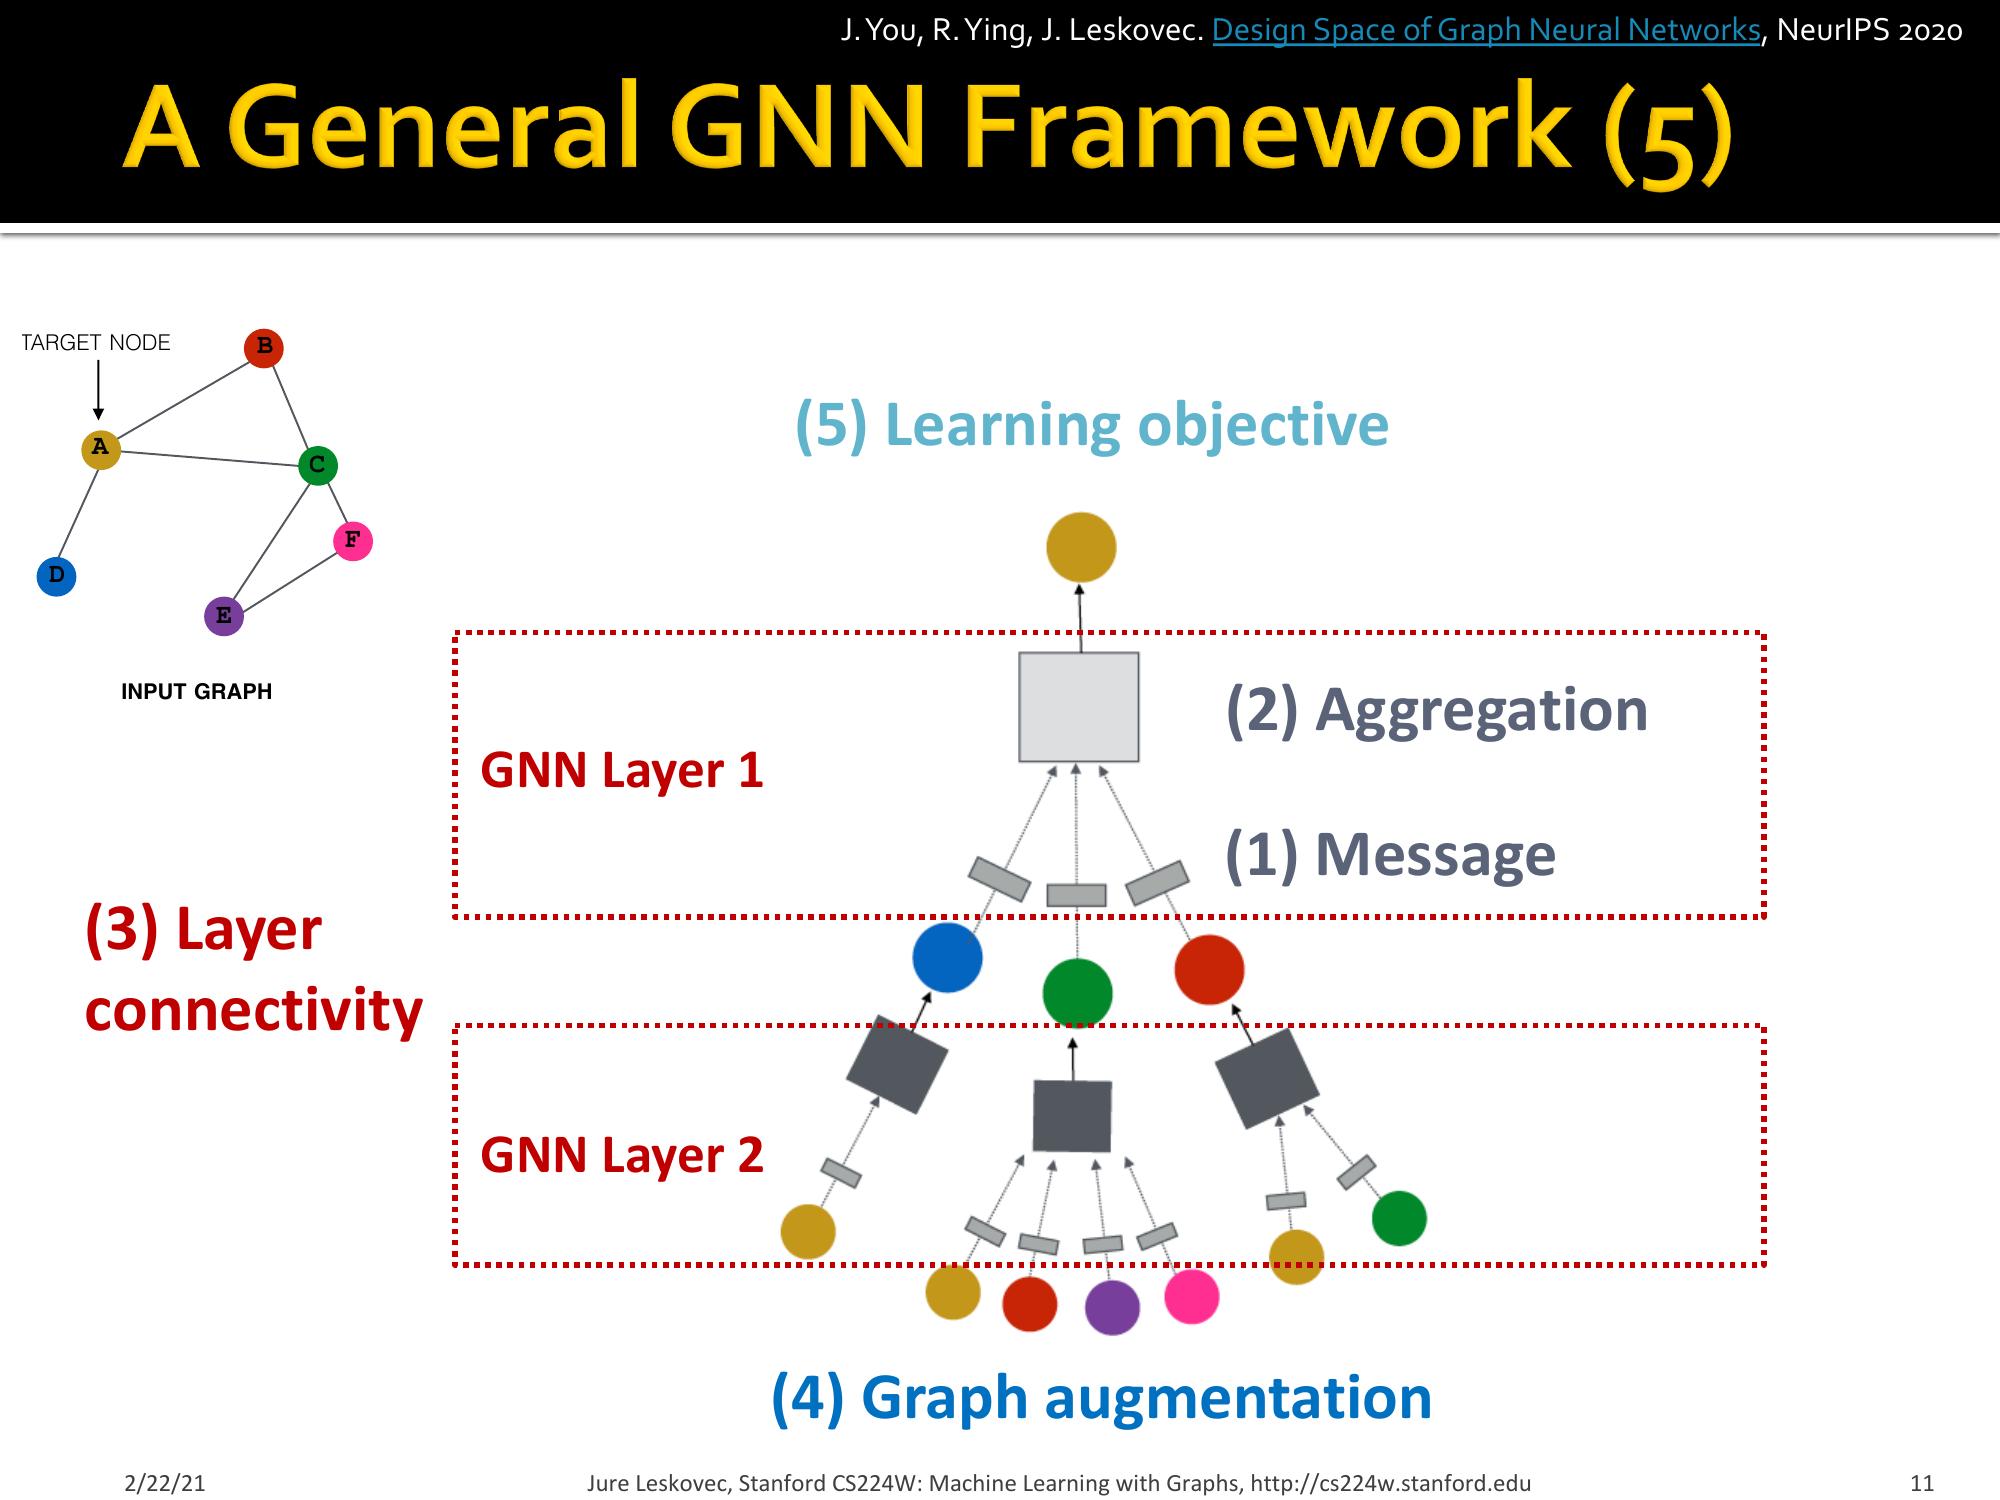 J. You, R. Ying, J. Leskovec. Design Space of Graph Neural Networks, NeurIPS 2020
A General GNN Framework (5)
TARGET NODE
B
A
C
F
D
E
INPUT GRAPH
(5) Learning objective
(2) Aggregation
GNN Layer 1
(1) Message
(3) Layer
connectivity
GNN Layer 2
(4) Graph augmentation
2/22/21
Jure Leskovec, Stanford CS224W: Machine Learning with Graphs, http://cs224w.stanford.edu
11